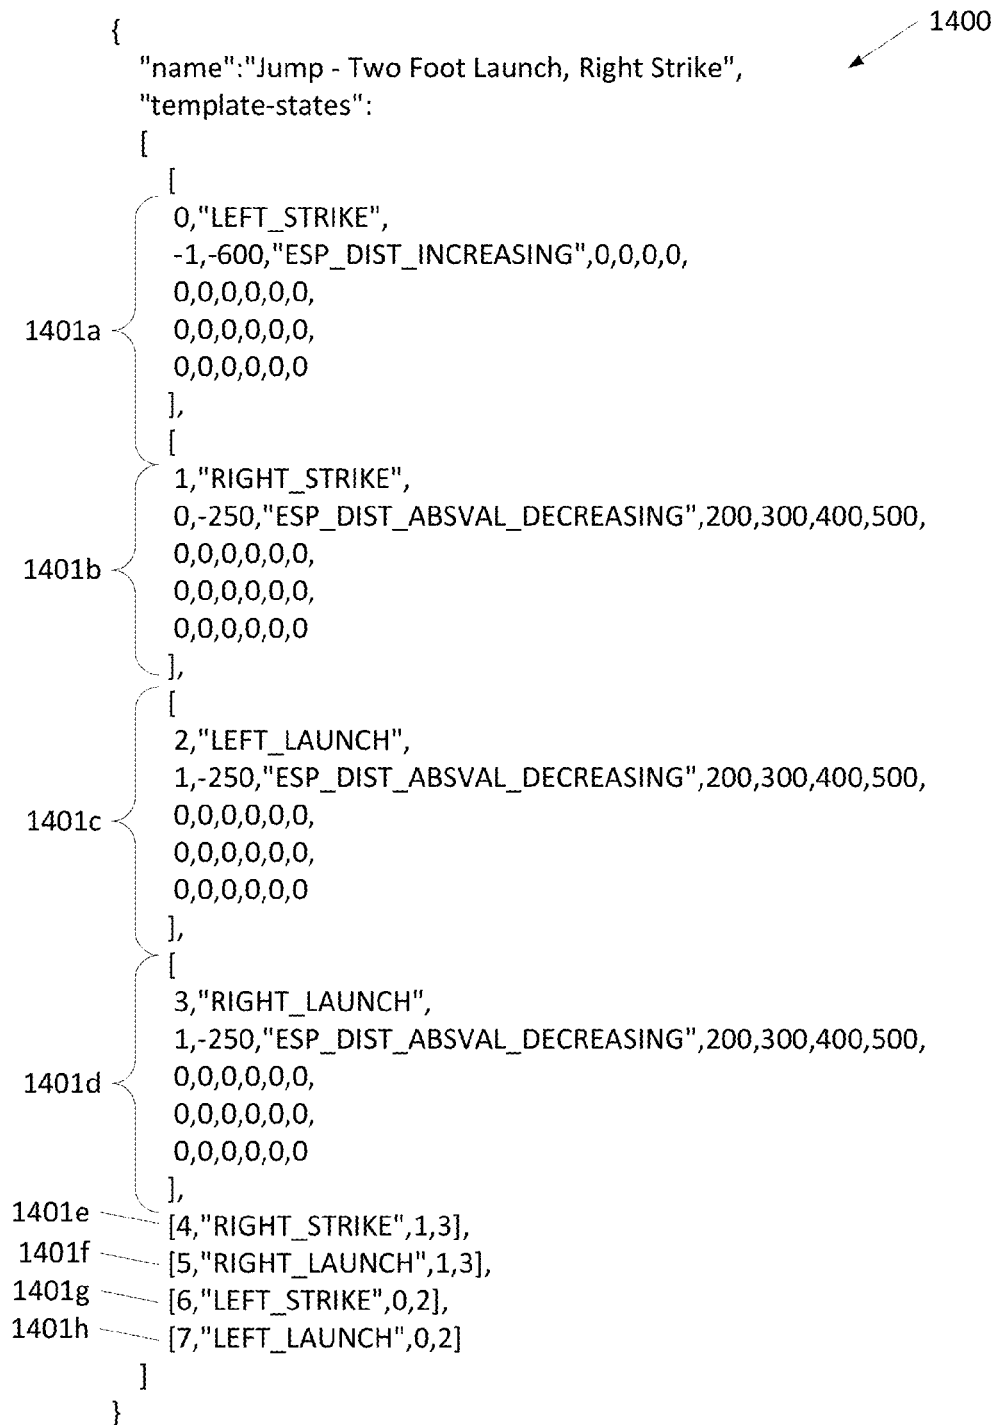 1400
{
"name":"Jump - Two Foot Launch, Right Strike",
"template-states":
[
[
0,"LEFT_STRIKE",
-1,-600,"ESP_DIST_INCREASING",0,0,0,0,
0,0,0,0,0,0,
1401a
0,0,0,0,0,0,
0,0,0,0,0,0
],
[
1,"RIGHT_STRIKE",
0,-250,"ESP_DIST_ABSVAL_DECREASING",200,300,400,500,
0,0,0,0,0,0,
1401b
0,0,0,0,0,0,
0,0,0,0,0,0
],
[
2,"LEFT_LAUNCH",
1,-250,"ESP_DIST_ABSVAL_DECREASING",200,300,400,500,
0,0,0,0,0,0,
1401c
0,0,0,0,0,0,
0,0,0,0,0,0
],
[
3,"RIGHT_LAUNCH",
1,-250,"ESP_DIST_ABSVAL_DECREASING",200,300,400,500,
0,0,0,0,0,0,
1401d
0,0,0,0,0,0,
0,0,0,0,0,0
],
1401e
[4,"RIGHT_STRIKE",1,3],
1401f
[5,"RIGHT_LAUNCH",1,3],
1401g
[6,"LEFT_STRIKE",0,2],
1401h
[7,"LEFT_LAUNCH",0,2]
]
}